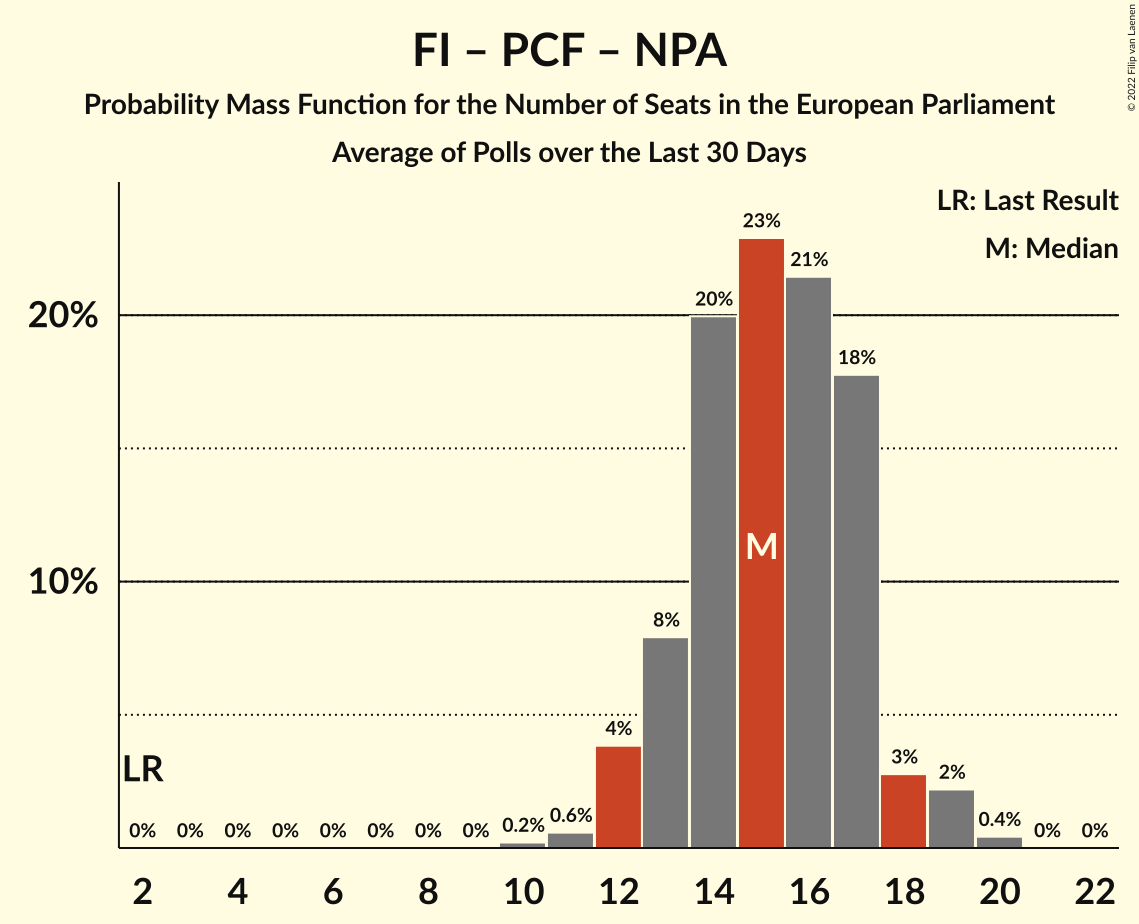 FI – PCF – NPA
Probability Mass Function for the Number of Seats in the European Parliament
Average of Polls over the Last 30 Days
© 2022 Filip van Laenen
LR: Last Result
M: Median
20%
10%
23%
21%
20%
18%
8%
4%
3%
2%
M
LR
0% 0% 0% 0% 0% 0% 0% 0% 0.2% 0.6% 0.4% 0% 0%
2 4 6 8 10 12 14 16 18 20 22